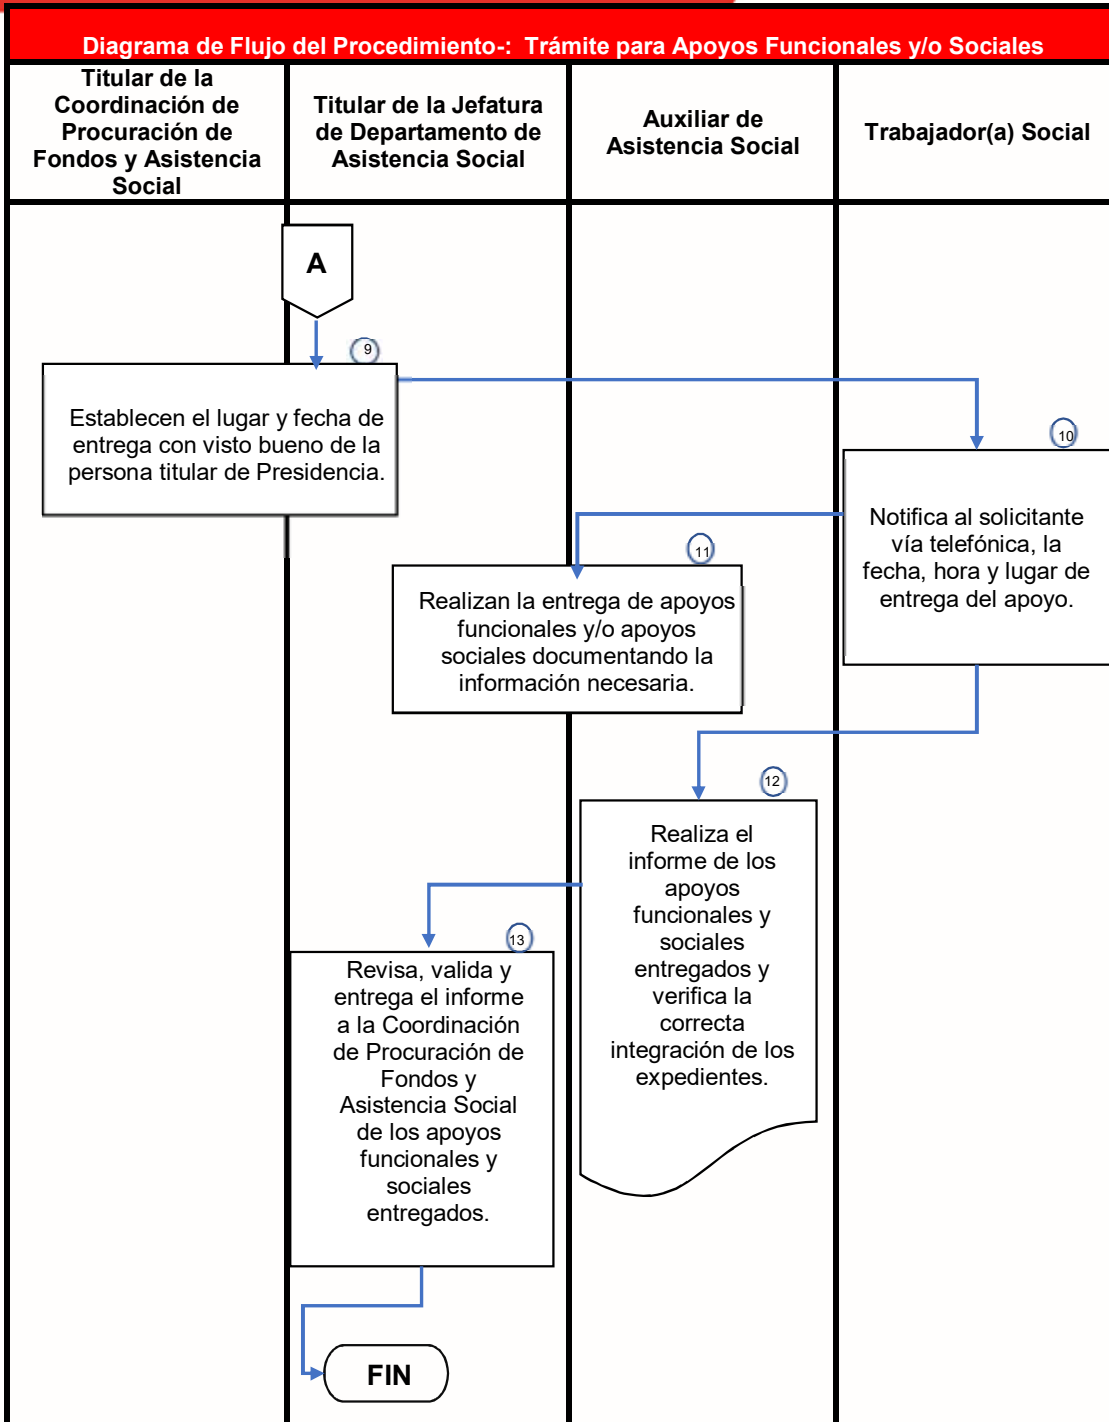 Diagrama de Flujo del Procedimiento-: Trámite para Apoyos Funcionales y/o Sociales
Titular de la
Coordinación de
Procuración de
Fondos y Asistencia
Social
Titular de la Jefatura
de Departamento de
Asistencia Social
Auxiliar de
Asistencia Social
Trabajador(a) Social
A
9
Establecen el lugar y fecha de
entrega con visto bueno de la
persona titular de Presidencia.
10
Notifica al solicitante
vía telefónica, la
fecha, hora y lugar de
entrega del apoyo.
11
Realizan la entrega de apoyos
funcionales y/o apoyos
sociales documentando la
información necesaria.
12
Realiza el
informe de los
apoyos
funcionales y
sociales
entregados y
verifica la
correcta
integración de los
expedientes.
13
Revisa, valida y
entrega el informe
a la Coordinación
de Procuración de
Fondos y
Asistencia Social
de los apoyos
funcionales y
sociales
entregados.
FIN